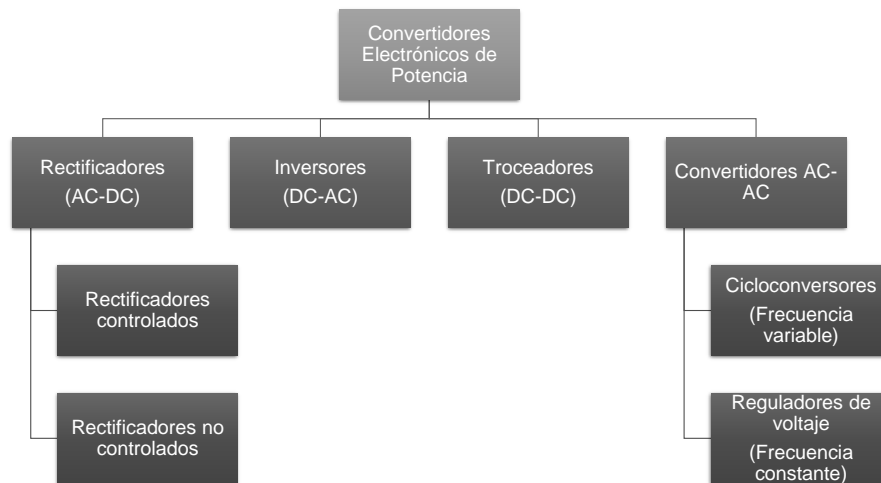 Convertidores
Electrónicos de
Potencia
Rectificadores
(AC-DC)
Inversores
(DC-AC)
Troceadores
(DC-DC)
Convertidores AC-
AC
Rectificadores
controlados
Rectificadores no
controlados
Cicloconversores
(Frecuencia
variable)
Reguladores de
voltaje
(Frecuencia
constante)